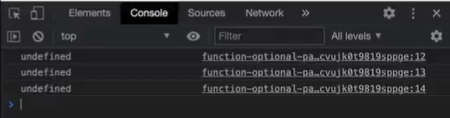 Elements Console Sources Network »
top Filter All levels
undefined function-optional-pa…cvujk0t9819sppge:12
undefined function-optional-pa…cvujk0t9819sppge:13
undefined function-optional-pa…cvujk0t9819sppge:14
>